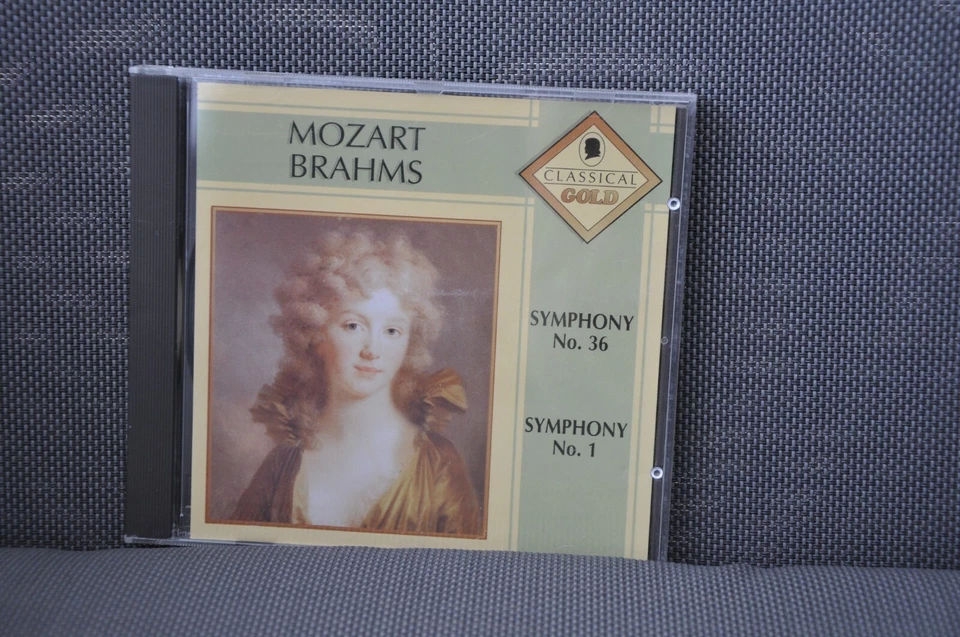 MOZART
BRAHMS
CLASSICAL
GOLD
SYMPHONY
No. 36
SYMPHONY
No. 1